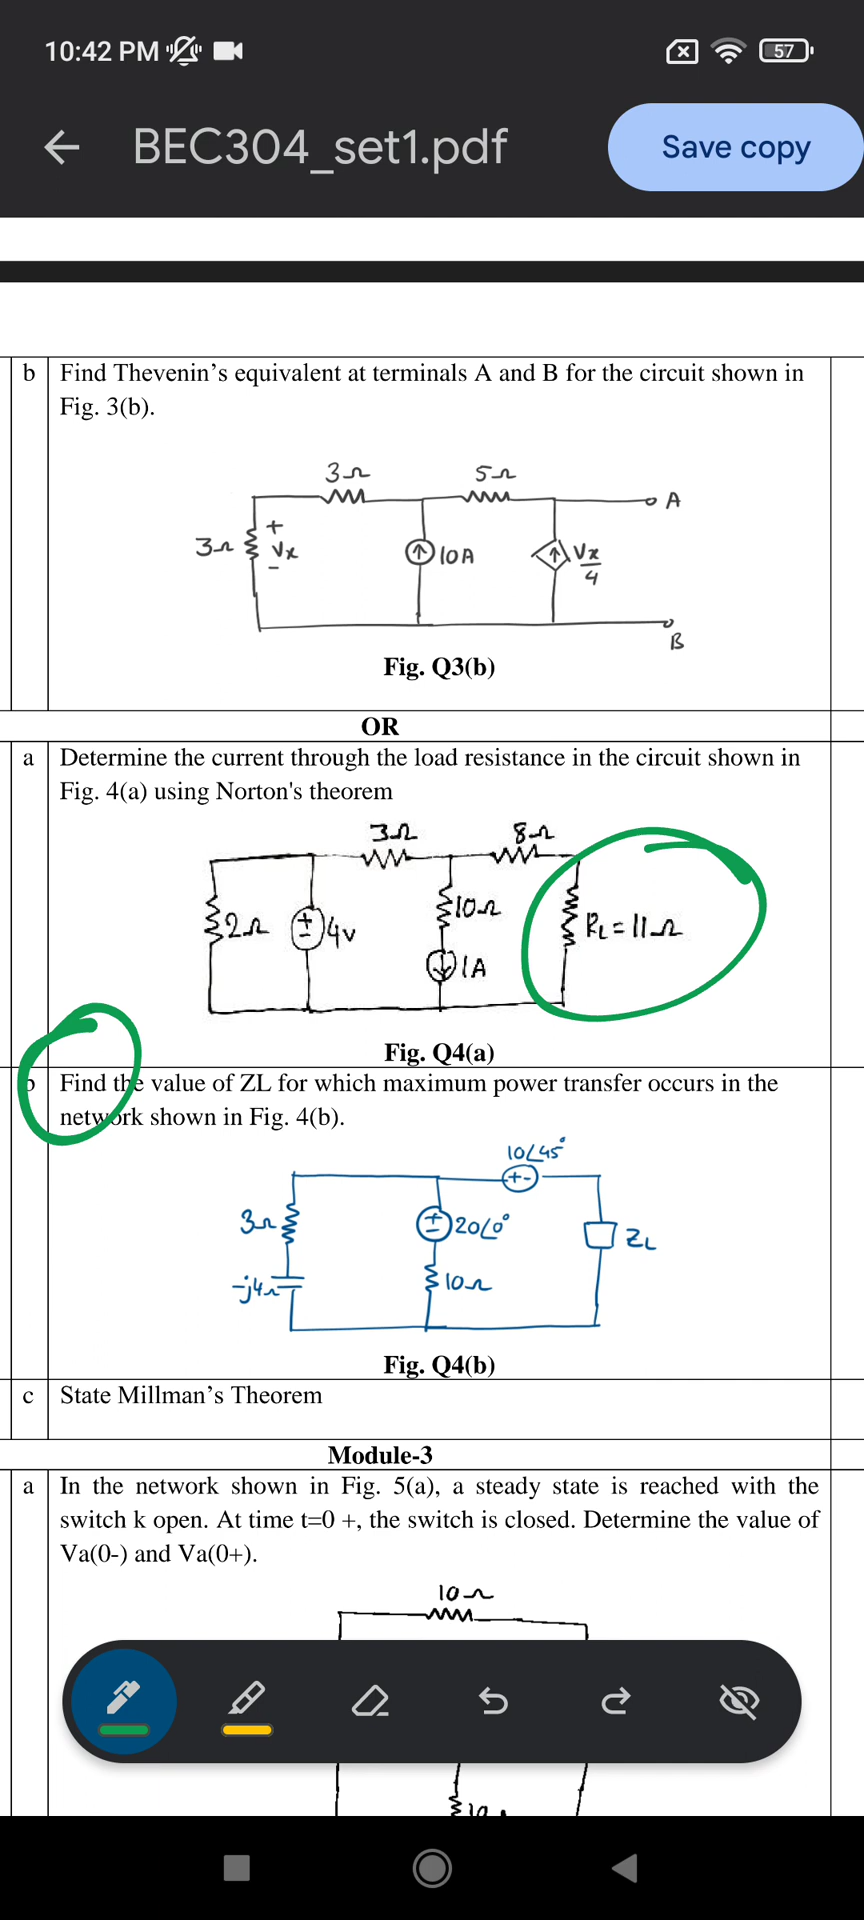 10:42 PM
57
BEC304_set1.pdf
Save copy
b Find Thevenin's equivalent at terminals A and B for the circuit shown in
Fig. 3(b).
3Ω 5Ω
A
+
3Ω Vx 10A Vx/4
-
B
Fig. Q3(b)
OR
a Determine the current through the load resistance in the circuit shown in
Fig. 4(a) using Norton's theorem
3Ω 8Ω
2Ω + - 4V 10Ω RL = 11Ω
1A
Fig. Q4(a)
b Find the value of ZL for which maximum power transfer occurs in the
network shown in Fig. 4(b).
10∠45°
+ -
3Ω + - 20∠0° ZL
-j4Ω 10Ω
Fig. Q4(b)
c State Millman's Theorem
Module-3
a In the network shown in Fig. 5(a), a steady state is reached with the
switch k open. At time t=0 +, the switch is closed. Determine the value of
Va(0-) and Va(0+).
10Ω